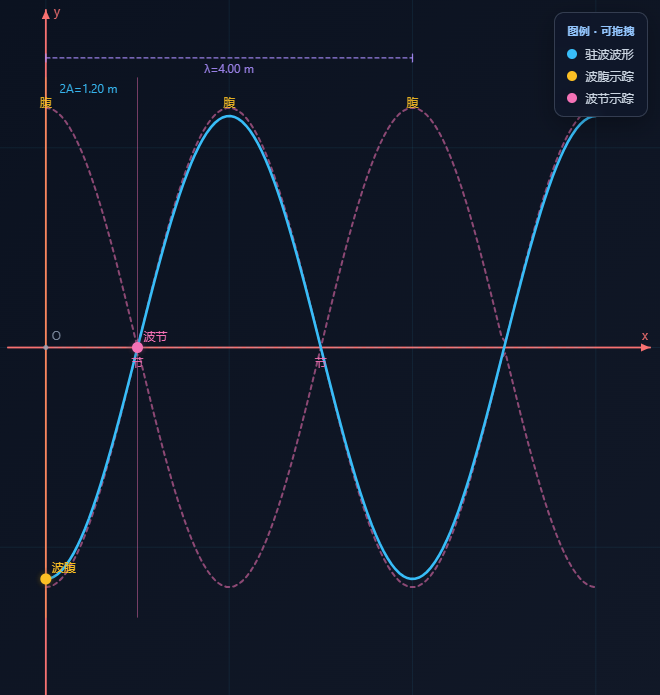 y
图例 · 可拖拽
驻波波形
波腹示踪
波节示踪
λ=4.00 m
2A=1.20 m
腹
腹
腹
O
波节
x
节
节
波腹